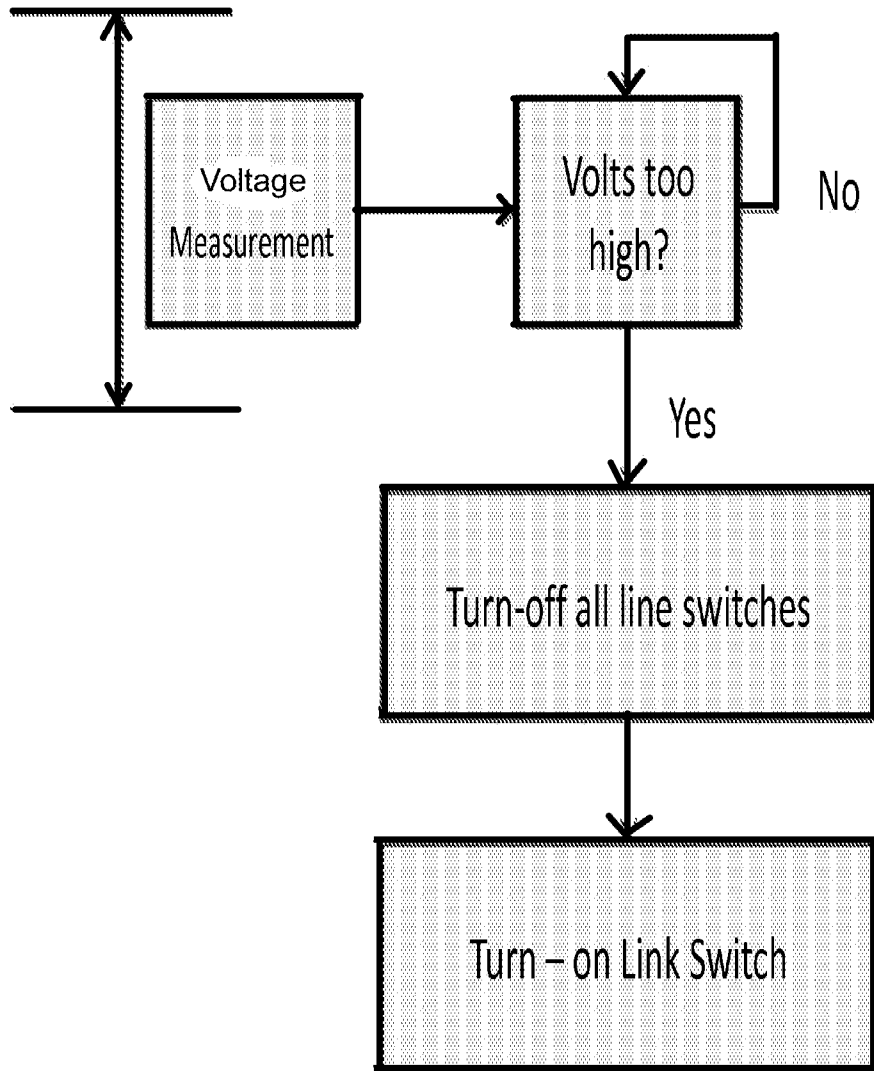 Voltage
Measurement
Volts too
high?
No
Yes
Turn-off all line switches
Turn – on Link Switch